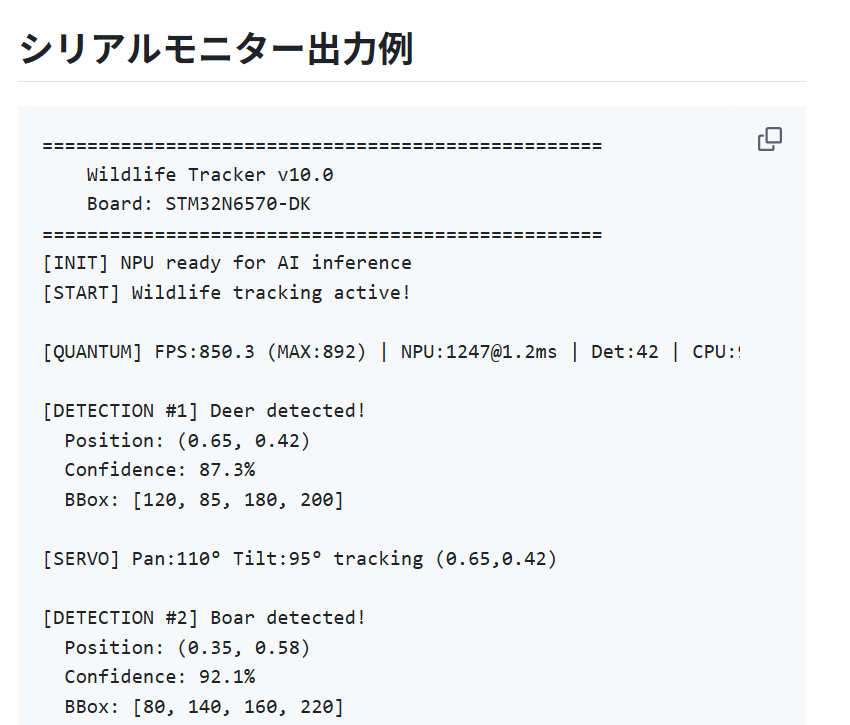 シリアルモニター出力例
==================================================
Wildlife Tracker v10.0
Board: STM32N6570-DK
==================================================
[INIT] NPU ready for AI inference
[START] Wildlife tracking active!
[QUANTUM] FPS:850.3 (MAX:892) | NPU:1247@1.2ms | Det:42 | CPU:
[DETECTION #1] Deer detected!
Position: (0.65, 0.42)
Confidence: 87.3%
BBox: [120, 85, 180, 200]
[SERVO] Pan:110° Tilt:95° tracking (0.65,0.42)
[DETECTION #2] Boar detected!
Position: (0.35, 0.58)
Confidence: 92.1%
BBox: [80, 140, 160, 220]